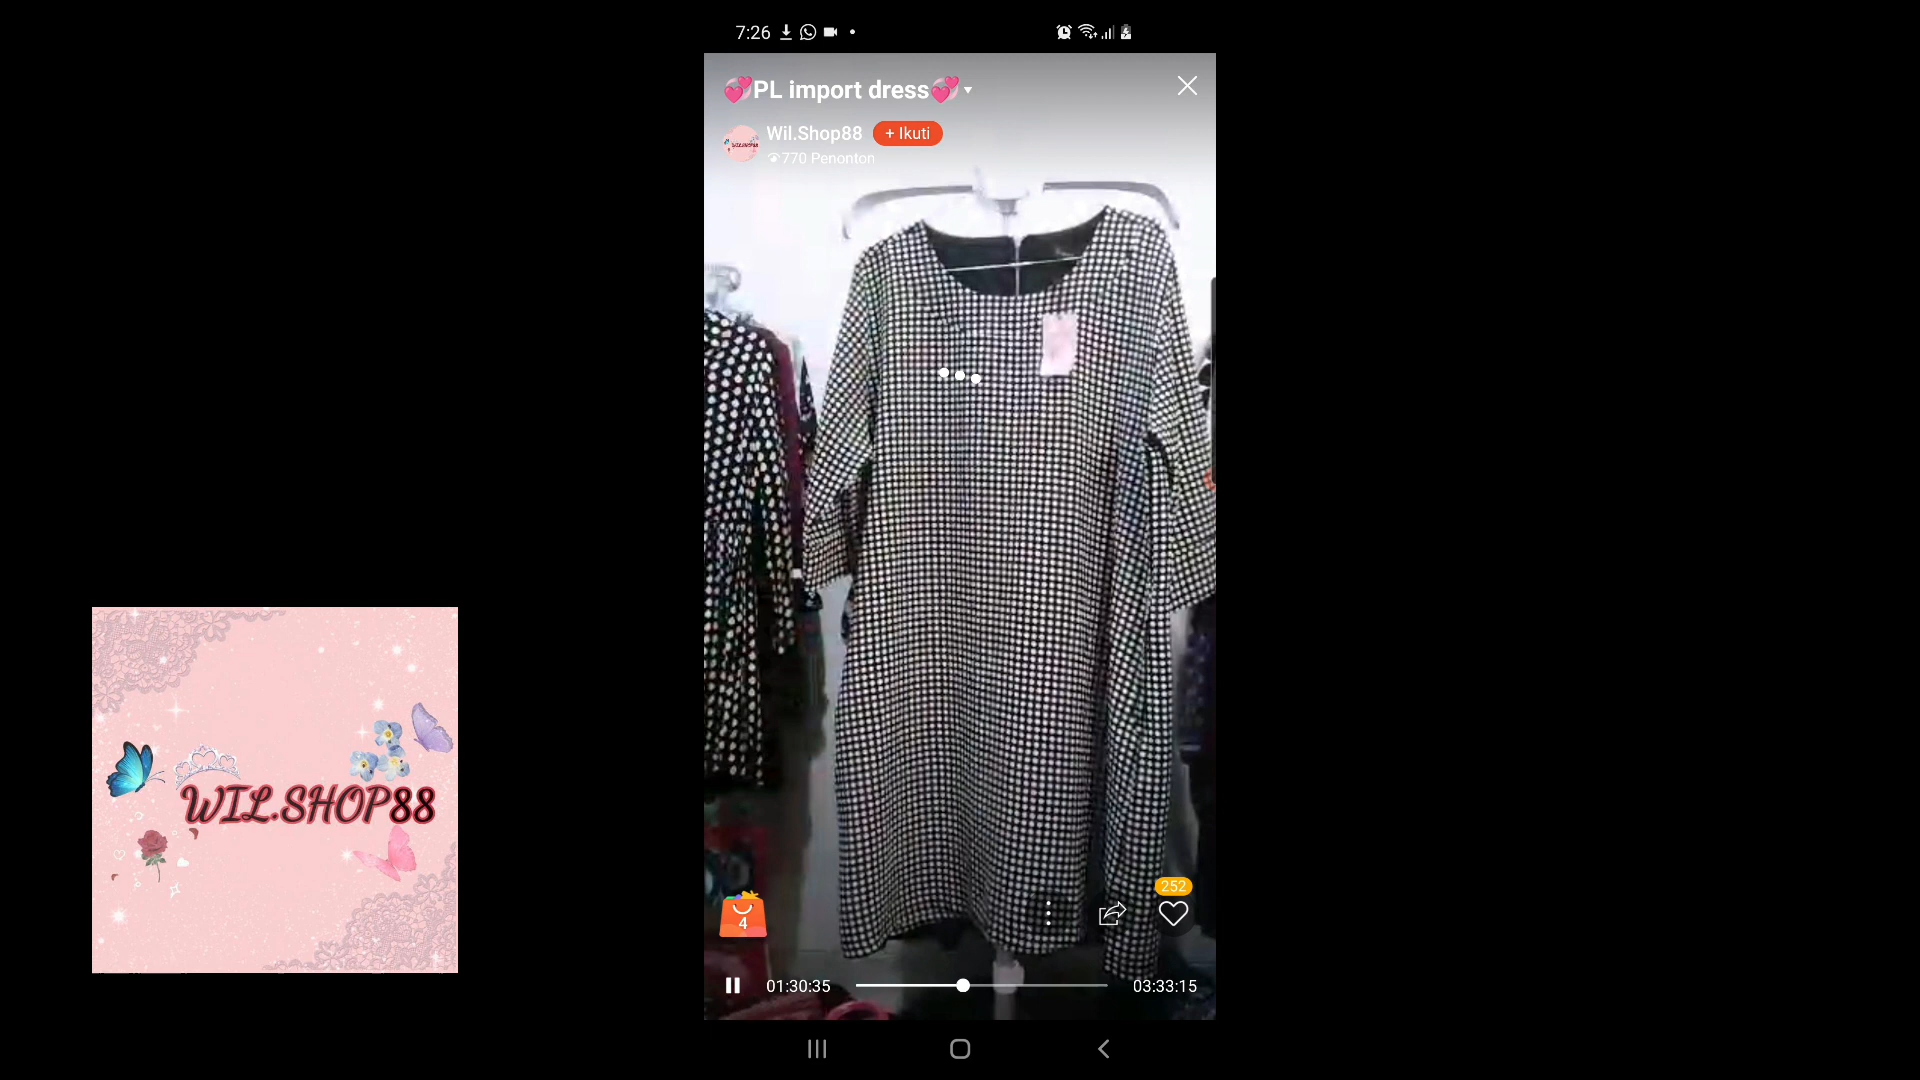 7:26
💞PL import dress💞
Wil.Shop88
+ Ikuti
770 Penonton
252
4
01:30:35
03:33:15
WIL.SHOP88